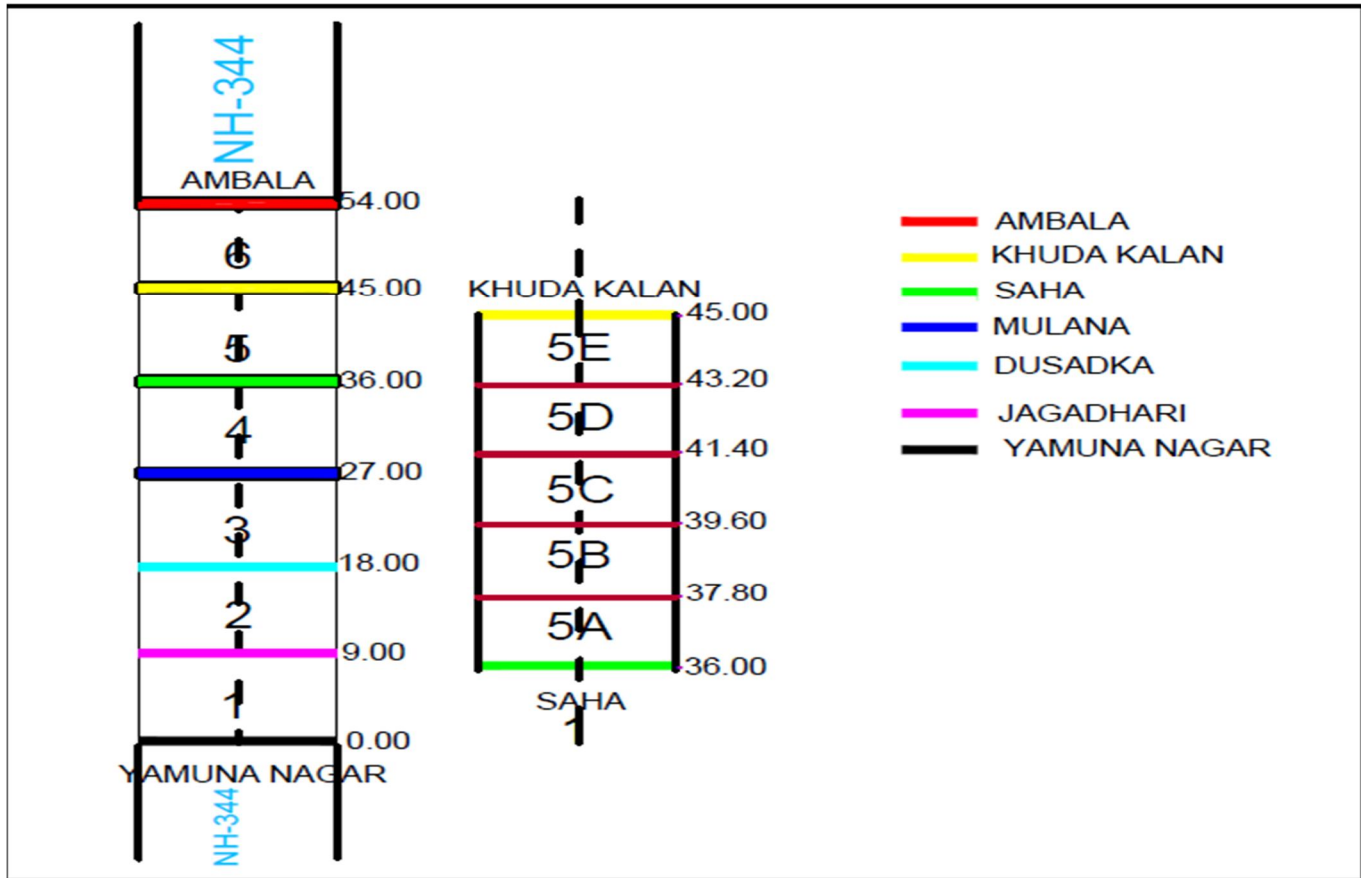 NH-344
AMBALA
54.00
6
45.00
5
36.00
4
27.00
3
18.00
2
9.00
1
0.00
YAMUNA NAGAR
NH-344
KHUDA KALAN
45.00
5E
43.20
5D
41.40
5C
39.60
5B
37.80
5A
36.00
SAHA
1
AMBALA
KHUDA KALAN
SAHA
MULANA
DUSADKA
JAGADHARI
YAMUNA NAGAR